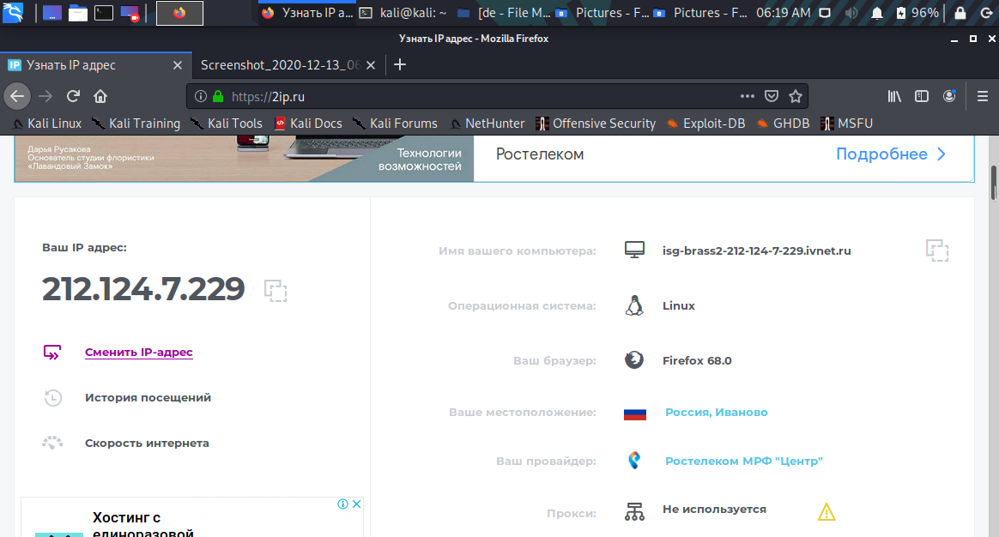 Узнать IP а...
kali@kali: ~
[de - File M...
Pictures - F...
Pictures - F...
06:19 AM
96%
Узнать IP адрес - Mozilla Firefox
IP Узнать IP адрес
Screenshot_2020-12-13_06
https://2ip.ru
Kali Linux
Kali Training
Kali Tools
Kali Docs
Kali Forums
NetHunter
Offensive Security
Exploit-DB
GHDB
MSFU
Дарья Русакова
Основатель студии флористики
«Лавандовый Замок»
Технологии
возможностей
Ростелеком
Подробнее
Ваш IP адрес:
212.124.7.229
Сменить IP-адрес
История посещений
Скорость интернета
Имя вашего компьютера: isg-brass2-212-124-7-229.ivnet.ru
Операционная система: Linux
Ваш браузер: Firefox 68.0
Ваше местоположение: Россия, Иваново
Ваш провайдер: Ростелеком МРФ "Центр"
Прокси: Не используется
Хостинг с
единоразовой